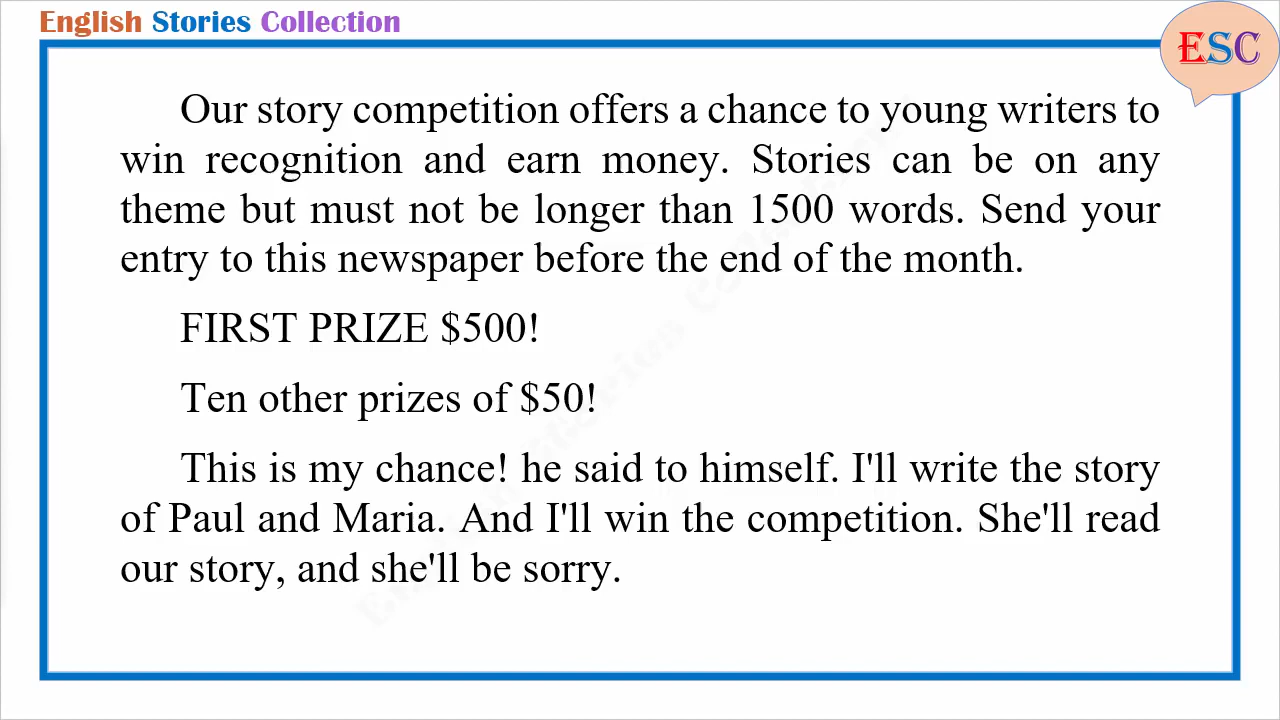 English Stories Collection
ESC
Our story competition offers a chance to young writers to
win recognition and earn money. Stories can be on any
theme but must not be longer than 1500 words. Send your
entry to this newspaper before the end of the month.
FIRST PRIZE $500!
Ten other prizes of $50!
This is my chance! he said to himself. I'll write the story
of Paul and Maria. And I'll win the competition. She'll read
our story, and she'll be sorry.
English Stories Collection